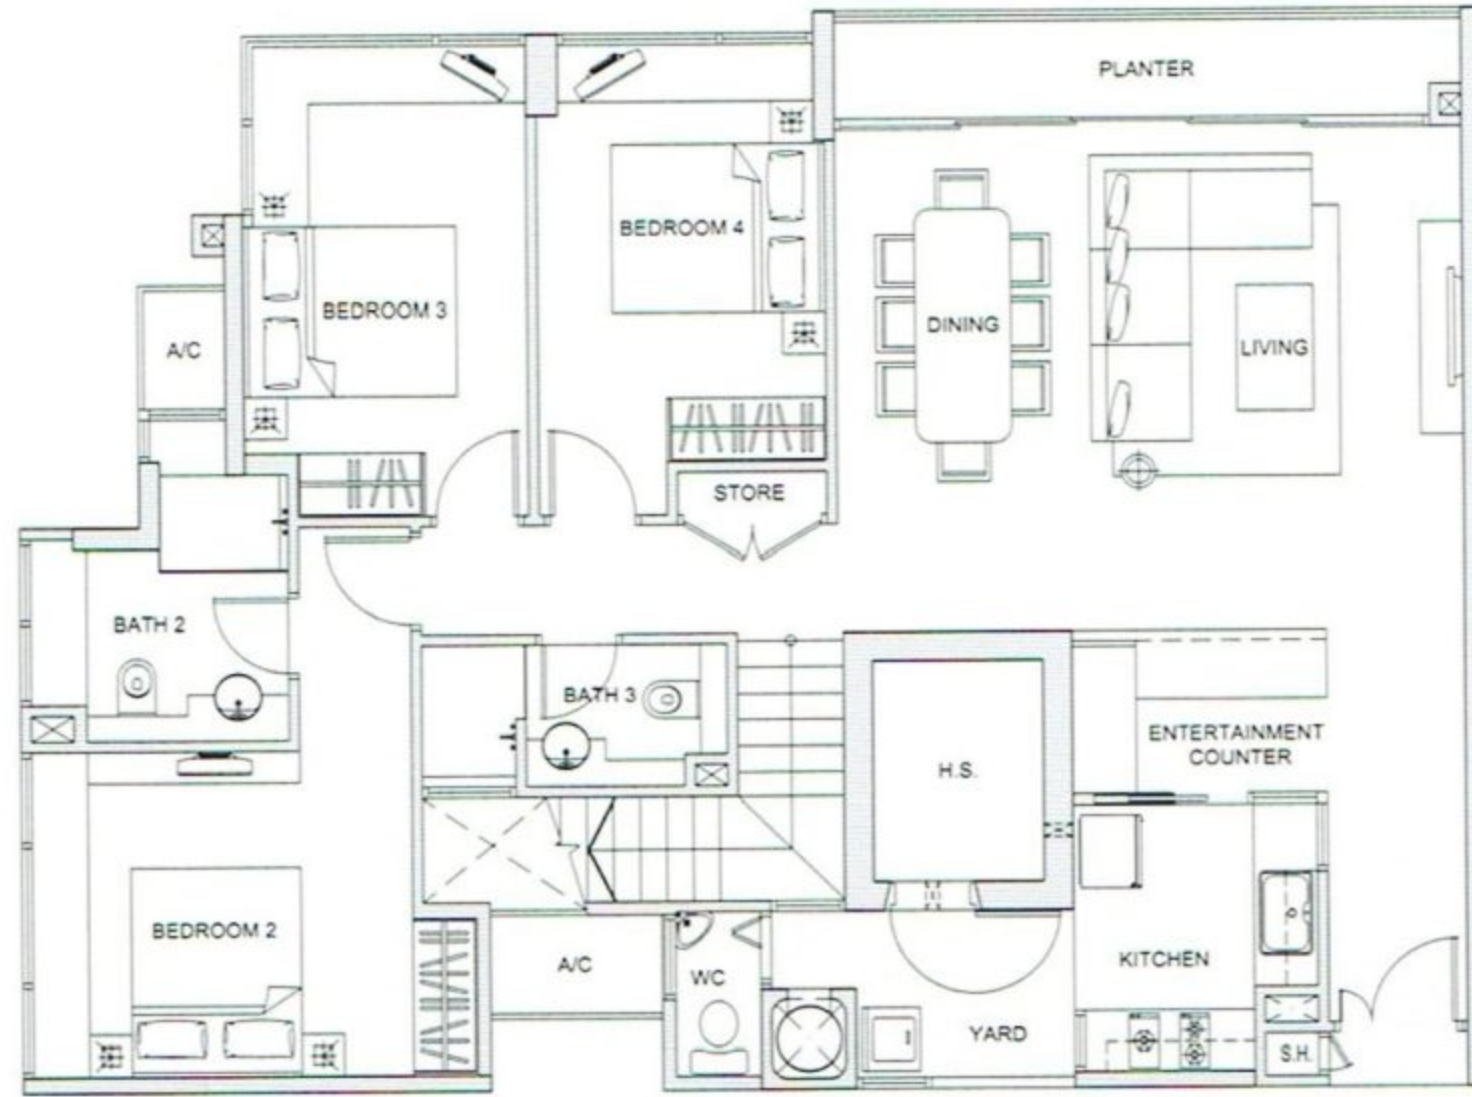 PLANTER
BEDROOM 4
BEDROOM 3
DINING
LIVING
A/C
STORE
BATH 2
BATH 3
ENTERTAINMENT
COUNTER
H.S.
BEDROOM 2
A/C
WC
KITCHEN
YARD
S.H.